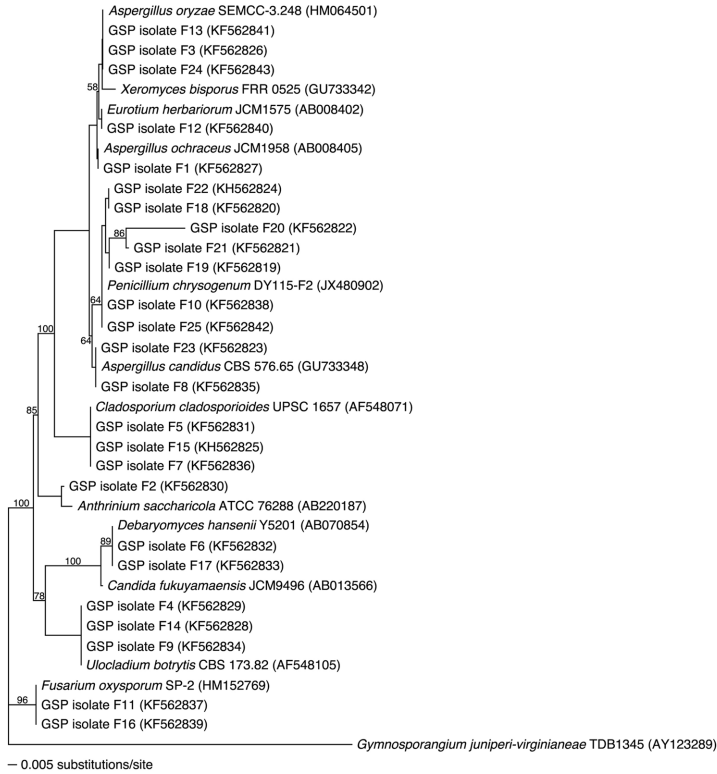 Aspergillus oryzae SEMCC-3.248 (HM064501)
GSP isolate F13 (KF562841)
GSP isolate F3 (KF562826)
GSP isolate F24 (KF562843)
58
Xeromyces bisporus FRR 0525 (GU733342)
Eurotium herbariorum JCM1575 (AB008402)
GSP isolate F12 (KF562840)
Aspergillus ochraceus JCM1958 (AB008405)
GSP isolate F1 (KF562827)
GSP isolate F22 (KH562824)
GSP isolate F18 (KF562820)
86 GSP isolate F20 (KF562822)
GSP isolate F21 (KF562821)
GSP isolate F19 (KF562819)
Penicillium chrysogenum DY115-F2 (JX480902)
64 GSP isolate F10 (KF562838)
GSP isolate F25 (KF562842)
100
64
GSP isolate F23 (KF562823)
Aspergillus candidus CBS 576.65 (GU733348)
GSP isolate F8 (KF562835)
85 Cladosporium cladosporioides UPSC 1657 (AF548071)
GSP isolate F5 (KF562831)
GSP isolate F15 (KH562825)
GSP isolate F7 (KF562836)
GSP isolate F2 (KF562830)
100 Anthrinium saccharicola ATCC 76288 (AB220187)
Debaryomyces hansenii Y5201 (AB070854)
89 GSP isolate F6 (KF562832)
100 GSP isolate F17 (KF562833)
Candida fukuyamaensis JCM9496 (AB013566)
78 GSP isolate F4 (KF562829)
GSP isolate F14 (KF562828)
GSP isolate F9 (KF562834)
Ulocladium botrytis CBS 173.82 (AF548105)
Fusarium oxysporum SP-2 (HM152769)
96 GSP isolate F11 (KF562837)
GSP isolate F16 (KF562839)
Gymnosporangium juniperi-virginianeae TDB1345 (AY123289)
0.005 substitutions/site